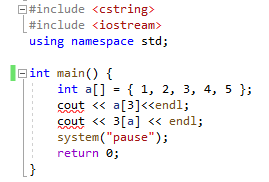 #include <cstring>
#include <iostream>
using namespace std;
int main() {
int a[] = { 1, 2, 3, 4, 5 };
cout << a[3]<<endl;
cout << 3[a] << endl;
system("pause");
return 0;
}